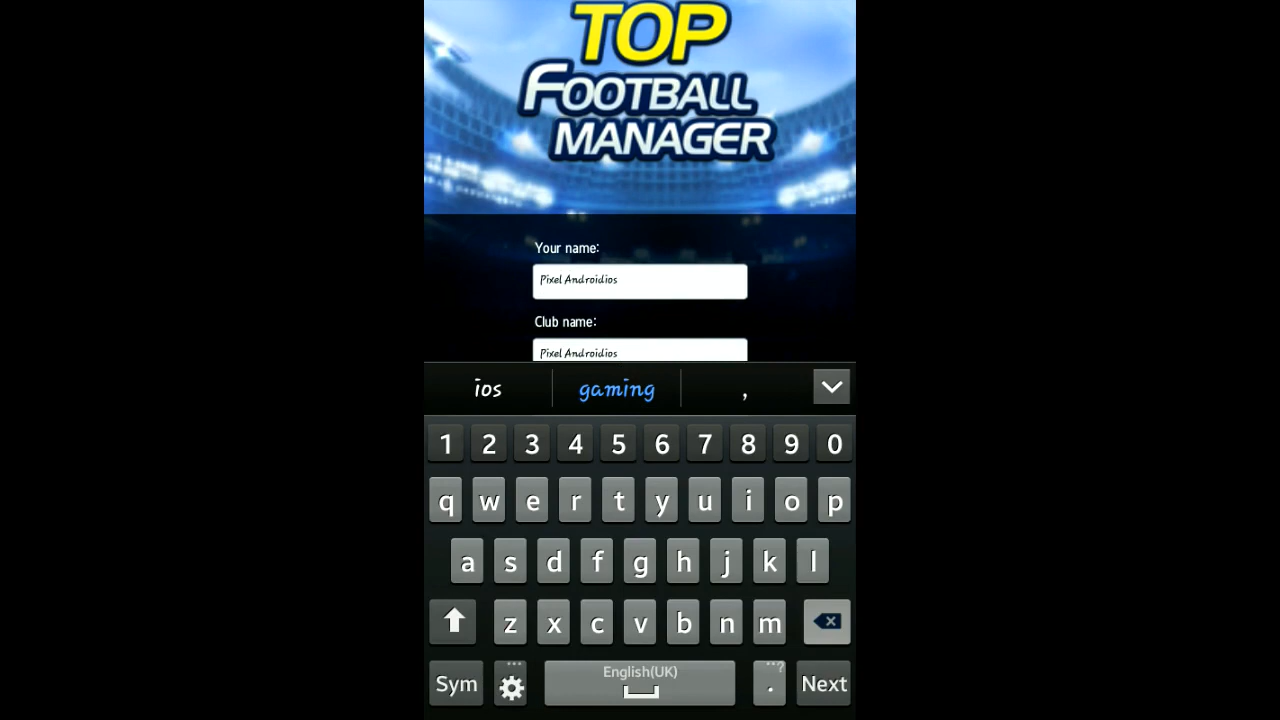 TOP
FOOTBALL
MANAGER
Your name:
Pixel Androidios
Club name:
Pixel Androidios
ios gaming ,
1 2 3 4 5 6 7 8 9 0
q w e r t y u i o p
a s d f g h j k l
z x c v b n m
Sym English(UK) ...? . Next